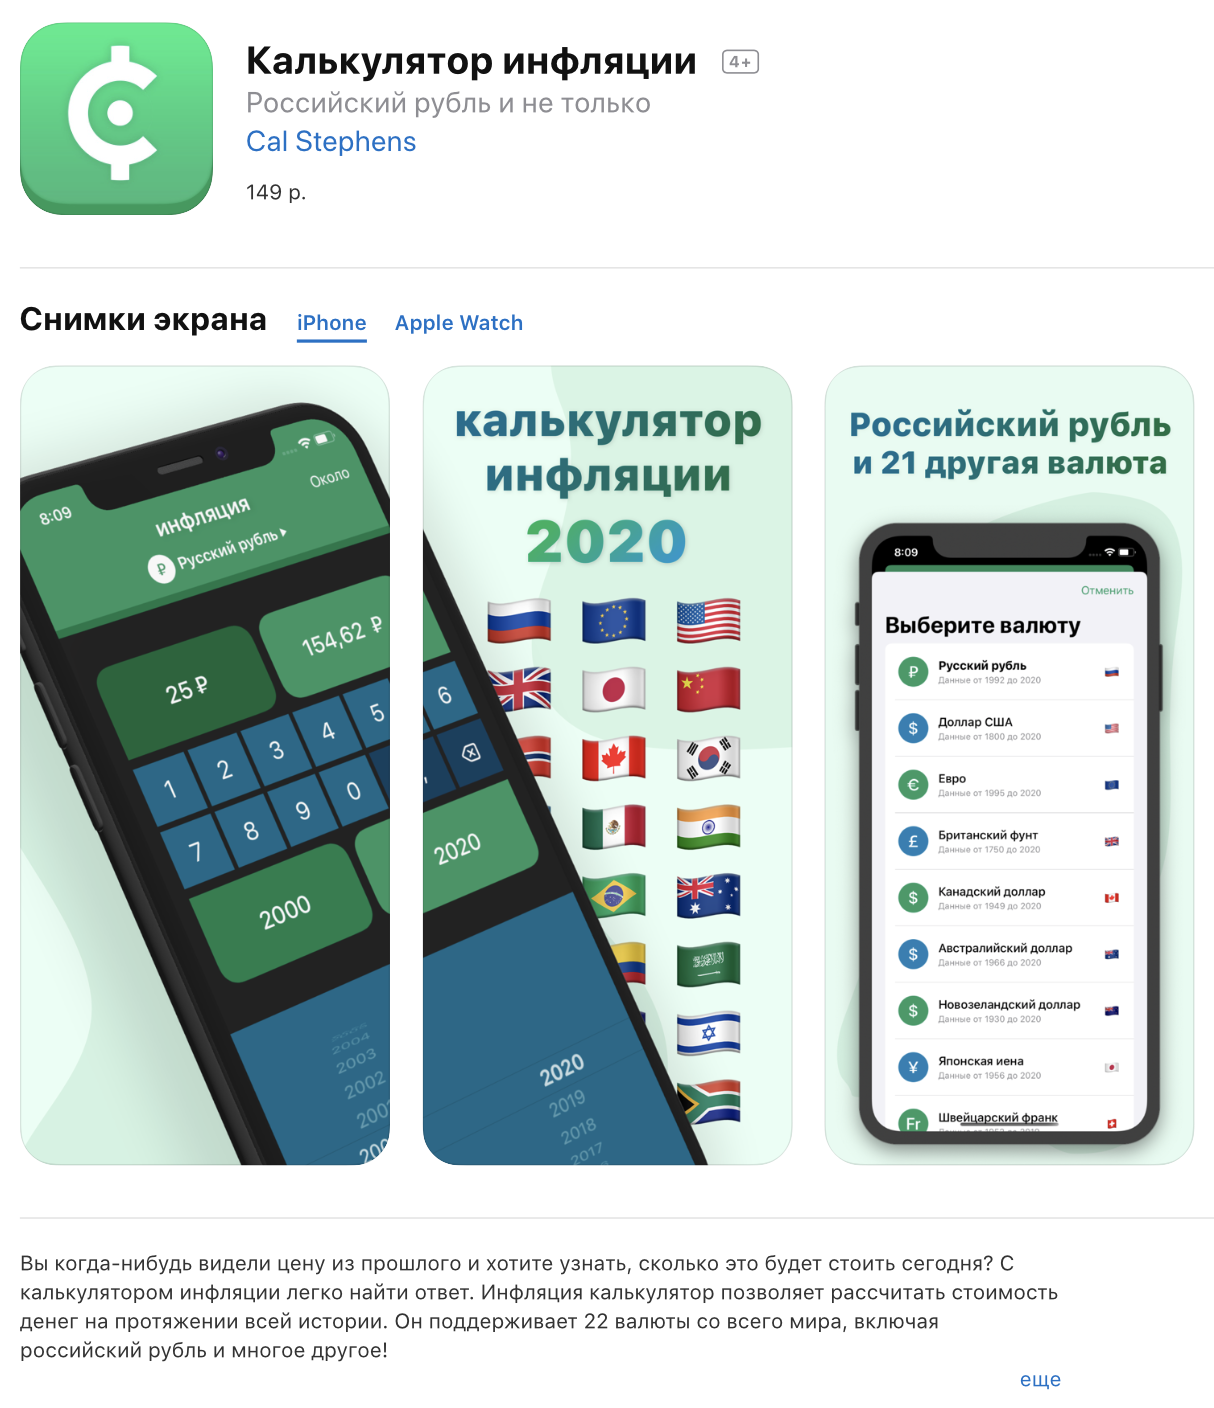 Калькулятор инфляции 4+
Российский рубль и не только
Cal Stephens
149 р.
Снимки экрана iPhone Apple Watch
8:09
Около
инфляция
₽ Русский рубль
25 ₽
154,62 ₽
1 2 3 4 5 6
7 8 9 0 ,
2000
2020
2004
2003
2002
калькулятор
инфляции
2020
2020
2019
2018
2017
Российский рубль
и 21 другая валюта
8:09
Отменить
Выберите валюту
₽ Русский рубль
Данные от 1992 до 2020
$ Доллар США
Данные от 1800 до 2020
€ Евро
Данные от 1995 до 2020
£ Британский фунт
Данные от 1750 до 2020
$ Канадский доллар
Данные от 1949 до 2020
$ Австралийский доллар
Данные от 1966 до 2020
$ Новозеландский доллар
Данные от 1930 до 2020
¥ Японская иена
Данные от 1956 до 2020
Fr Швейцарский франк
Вы когда-нибудь видели цену из прошлого и хотите узнать, сколько это будет стоить сегодня? С
калькулятором инфляции легко найти ответ. Инфляция калькулятор позволяет рассчитать стоимость
денег на протяжении всей истории. Он поддерживает 22 валюты со всего мира, включая
российский рубль и многое другое!
еще